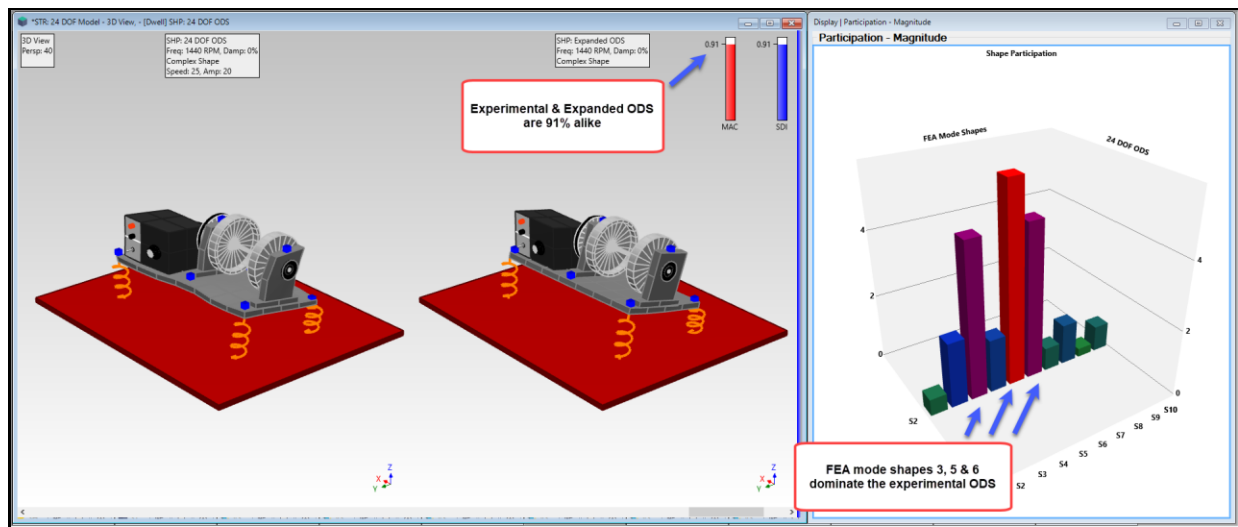 *STR: 24 DOF Model - 3D View, - [Dwell] SHP: 24 DOF ODS
3D View
Persp: 40
SHP: 24 DOF ODS
Freq: 1440 RPM, Damp: 0%
Complex Shape
Speed: 25, Amp: 20
SHP: Expanded ODS
Freq: 1440 RPM, Damp: 0%
Complex Shape
0.91
MAC
0.91
SDI
Experimental & Expanded ODS
are 91% alike
X
Y
Z
X
Y
Z
Display | Participation - Magnitude
Participation - Magnitude
Shape Participation
FEA Mode Shapes
24 DOF ODS
4
2
0
4
2
0
S2
S2
S3
S4
S5
S6
S7
S8
S9
S10
FEA mode shapes 3, 5 & 6
dominate the experimental ODS